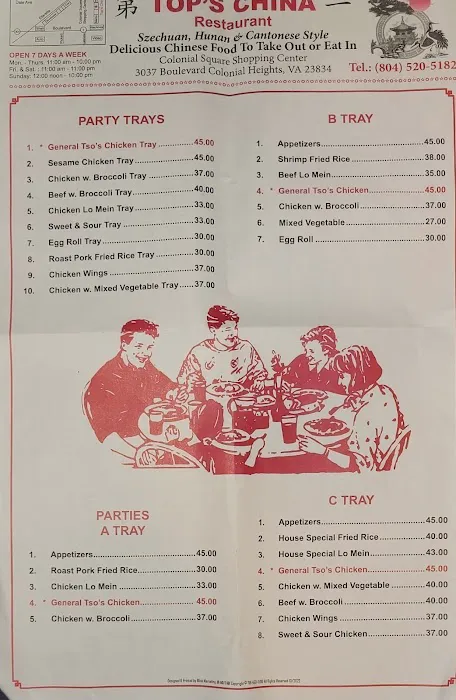 第 TOP'S CHINA 一
Restaurant
Szechuan, Hunan, & Cantonese Style
Delicious Chinese Food To Take Out or Eat In
Colonial Square Shopping Center
3037 Boulevard Colonial Heights, VA 23834
Tel.: (804) 520-5182
OPEN 7 DAYS A WEEK
Mon. - Thurs. 11:00 am - 10:00 pm
Fri. & Sat. : 11:00 am - 11:00 pm
Sunday: 12:00 noon - 10:00 pm
PARTY TRAYS
1. * General Tso's Chicken Tray 45.00
2. Sesame Chicken Tray 45.00
3. Chicken w. Broccoli Tray 37.00
4. Beef w. Broccoli Tray 40.00
5. Chicken Lo Mein Tray 33.00
6. Sweet & Sour Tray 33.00
7. Egg Roll Tray 30.00
8. Roast Pork Fried Rice Tray 30.00
9. Chicken Wings 37.00
10. Chicken w. Mixed Vegetable Tray 37.00
B TRAY
1. Appetizers 45.00
2. Shrimp Fried Rice 38.00
3. Beef Lo Mein 35.00
4. * General Tso's Chicken 45.00
5. Chicken w. Broccoli 37.00
6. Mixed Vegetable 27.00
7. Egg Roll 30.00
PARTIES
A TRAY
1. Appetizers 45.00
2. Roast Pork Fried Rice 30.00
3. Chicken Lo Mein 33.00
4. * General Tso's Chicken 45.00
5. Chicken w. Broccoli 37.00
C TRAY
1. Appetizers 45.00
2. House Special Fried Rice 40.00
3. House Special Lo Mein 43.00
4. * General Tso's Chicken 45.00
5. Chicken w. Mixed Vegetable 40.00
6. Beef w. Broccoli 40.00
7. Chicken Wings 37.00
8. Sweet & Sour Chicken 37.00